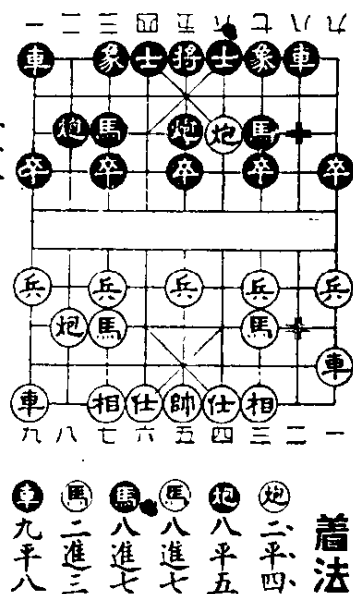 一二三四五六七八九
車象士将士象車
炮馬炮炮馬
卒卒卒卒卒
兵兵兵兵兵
炮馬馬
車
車相仕帥仕相
九八七六五四三二一
着法
炮二平四
炮八平五
馬八進七
馬八進七
馬二進三
車九平八